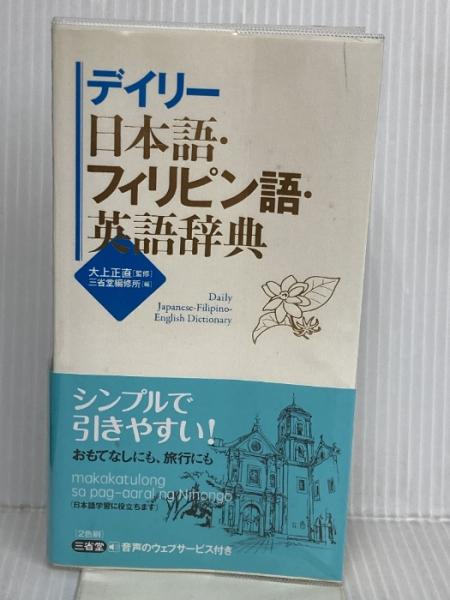 デイリー
日本語・
フィリピン語・
英語辞典
大上正直[監修]
三省堂編修所[編]
Daily
Japanese-Filipino-
English Dictionary
シンプルで
引きやすい!
おもてなしにも、旅行にも
makakatulong
sa pag-aaral ng Nihongo
(日本語学習に役立ちます)
[2色刷]
三省堂 音声のウェブサービス付き